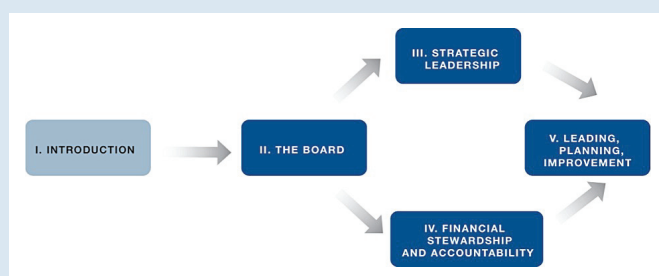 I. INTRODUCTION
II. THE BOARD
III. STRATEGIC
LEADERSHIP
IV. FINANCIAL
STEWARDSHIP
AND ACCOUNTABILITY
V. LEADING,
PLANNING,
IMPROVEMENT